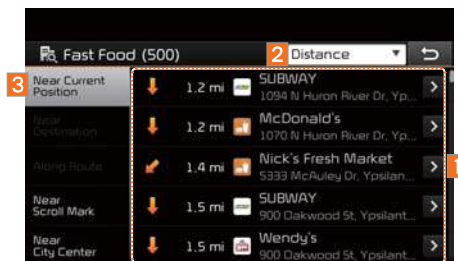 Fast Food (500)
2
Distance
3
Near Current
Position
1.2 mi
SUBWAY
1094 N Huron River Dr, Yp...
Near
Destination
1.2 mi
McDonald's
1070 N Huron River Dr, Yp...
Along Route
1.4 mi
Nick's Fresh Market
5333 McAuley Dr, Ypsilan...
1
Near
Scroll Mark
1.5 mi
SUBWAY
900 Oakwood St, Ypsilant...
Near
City Center
1.5 mi
Wendy's
900 Oakwood St, Ypsilant...